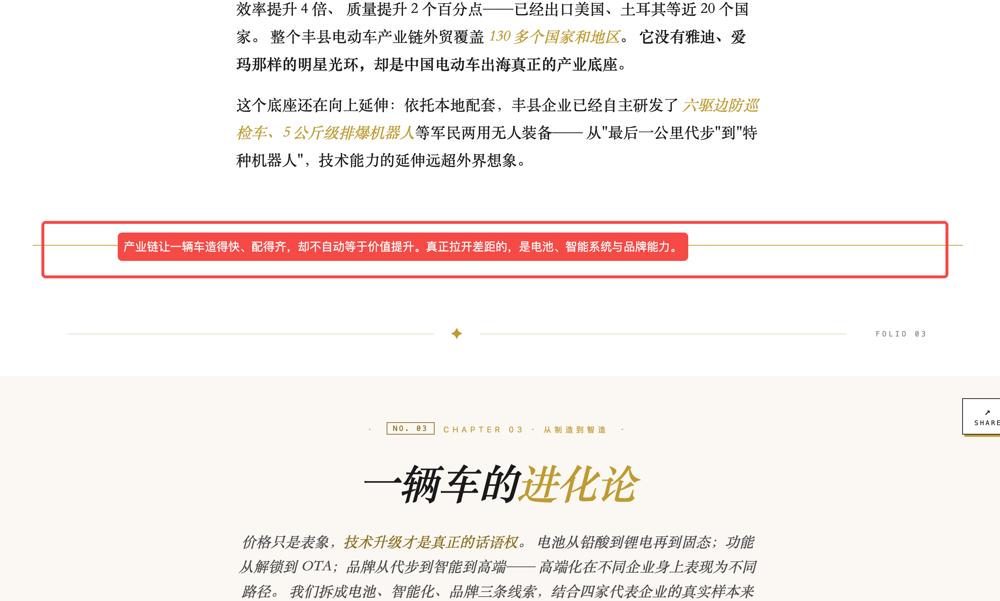 效率提升 4 倍、 质量提升 2 个百分点——已经出口美国、土耳其等近 20 个国
家。 整个丰县电动车产业链外贸覆盖 130 多个国家和地区。 它没有雅迪、爱
玛那样的明星光环，却是中国电动车出海真正的产业底座。
这个底座还在向上延伸：依托本地配套，丰县企业已经自主研发了 六驱边防巡
检车、5 公斤级排爆机器人等军民两用无人装备—— 从"最后一公里代步"到"特
种机器人"，技术能力的延伸远超外界想象。
产业链让一辆车造得快、配得齐，却不自动等于价值提升。真正拉开差距的，是电池、智能系统与品牌能力。
FOLIO 03
↗
SHARE
· NO. 03 CHAPTER 03 · 从制造到智造 ·
一辆车的进化论
价格只是表象，技术升级才是真正的话语权。 电池从铅酸到锂电再到固态；功能
从解锁到 OTA；品牌从代步到智能到高端—— 高端化在不同企业身上表现为不同
路径。 我们拆成电池、智能化、品牌三条线索，结合四家代表企业的真实样本来